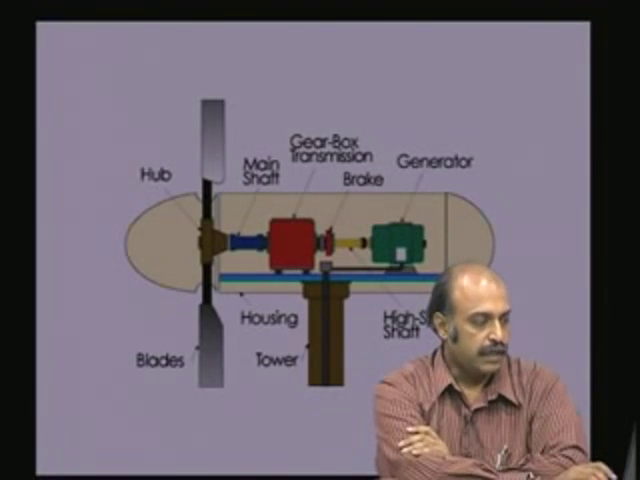 Gear-Box
Transmission
Main
Shaft
Hub
Brake
Generator
Housing
Shaft
Blades
Tower